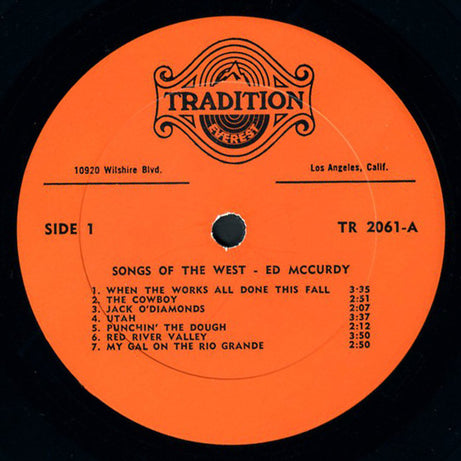 TRADITION
EVEREST
10920 Wilshire Blvd. Los Angeles, Calif.
SIDE 1 TR 2061-A
SONGS OF THE WEST - ED MCCURDY
1. WHEN THE WORKS ALL DONE THIS FALL 3:35
2. THE COWBOY 2:51
3. JACK O'DIAMONDS 2:07
4. UTAH 3:37
5. PUNCHIN' THE DOUGH 2:12
6. RED RIVER VALLEY 3:50
7. MY GAL ON THE RIO GRANDE 2:50